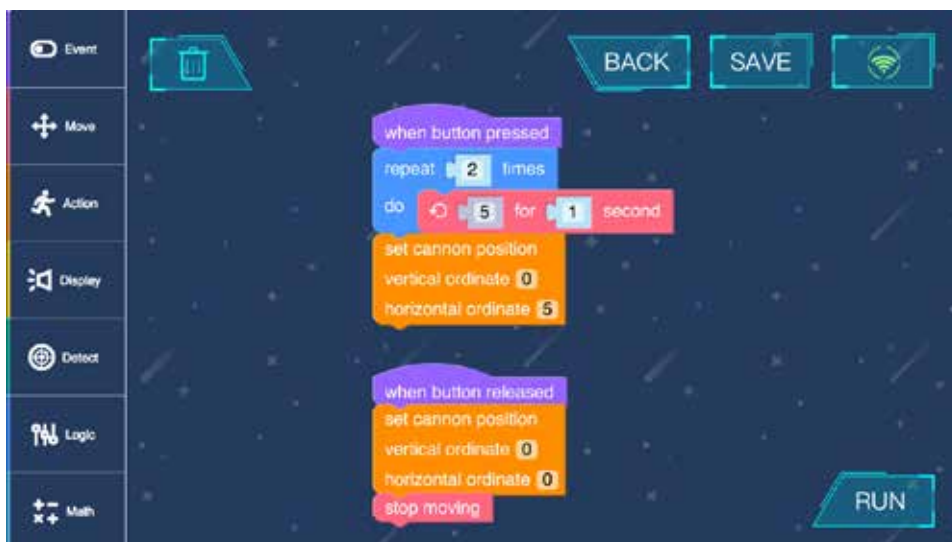 Event
Move
Action
Display
Detect
Logic
Math
BACK
SAVE
when button pressed
repeat 2 times
do 5 for 1 second
set cannon position
vertical ordinate 0
horizontal ordinate 5
when button released
set cannon position
vertical ordinate 0
horizontal ordinate 0
stop moving
RUN